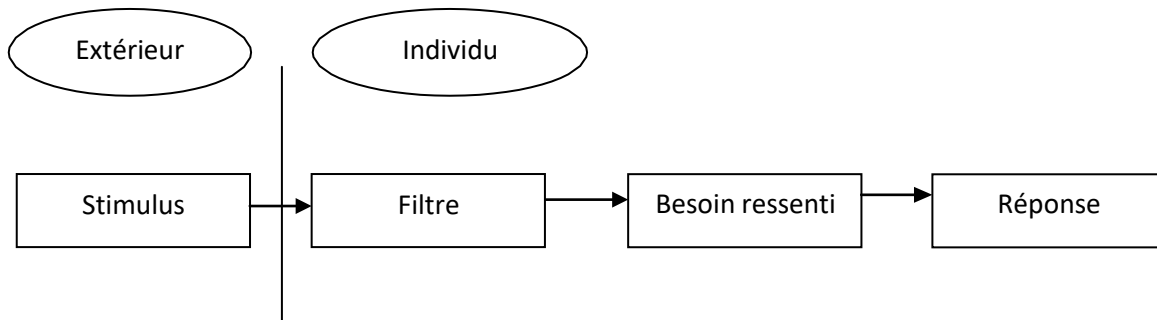 Extérieur
Individu
Stimulus
Filtre
Besoin ressenti
Réponse